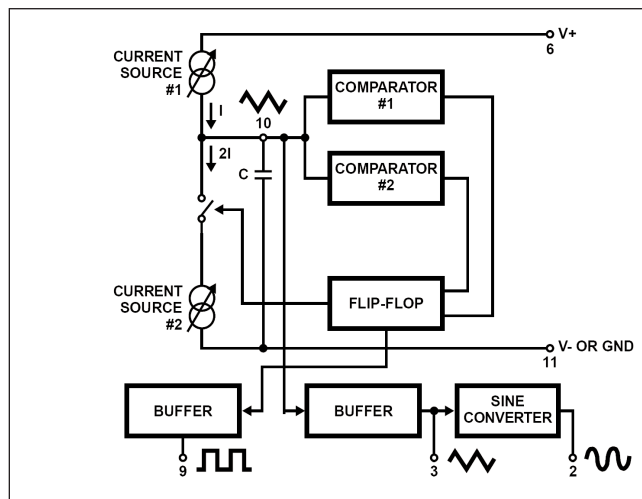 V+
6
CURRENT
SOURCE
#1
I
10
2I
C
COMPARATOR
#1
COMPARATOR
#2
CURRENT
SOURCE
#2
FLIP-FLOP
V- OR GND
11
BUFFER
BUFFER
SINE
CONVERTER
9
3
2